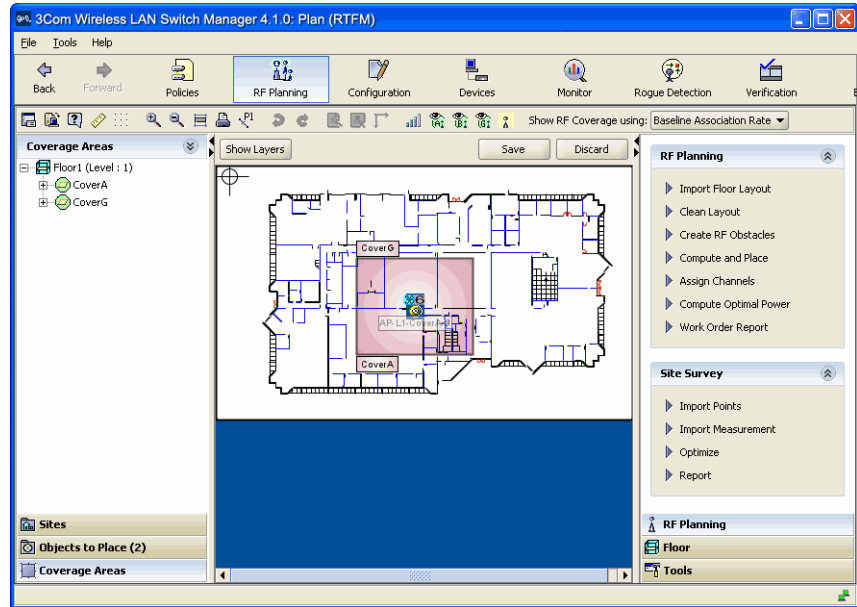 3Com Wireless LAN Switch Manager 4.1.0: Plan (RTFM)
File Tools Help
Back Forward Policies RF Planning Configuration Devices Monitor Rogue Detection Verification
Show RF Coverage using: Baseline Association Rate
Coverage Areas
Floor1 (Level : 1)
CoverA
CoverG
Show Layers Save Discard
CoverG
36 6
CoverA
RF Planning
Import Floor Layout
Clean Layout
Create RF Obstacles
Compute and Place
Assign Channels
Compute Optimal Power
Work Order Report
Site Survey
Import Points
Import Measurement
Optimize
Report
Sites
Objects to Place (2)
Coverage Areas
RF Planning
Floor
Tools